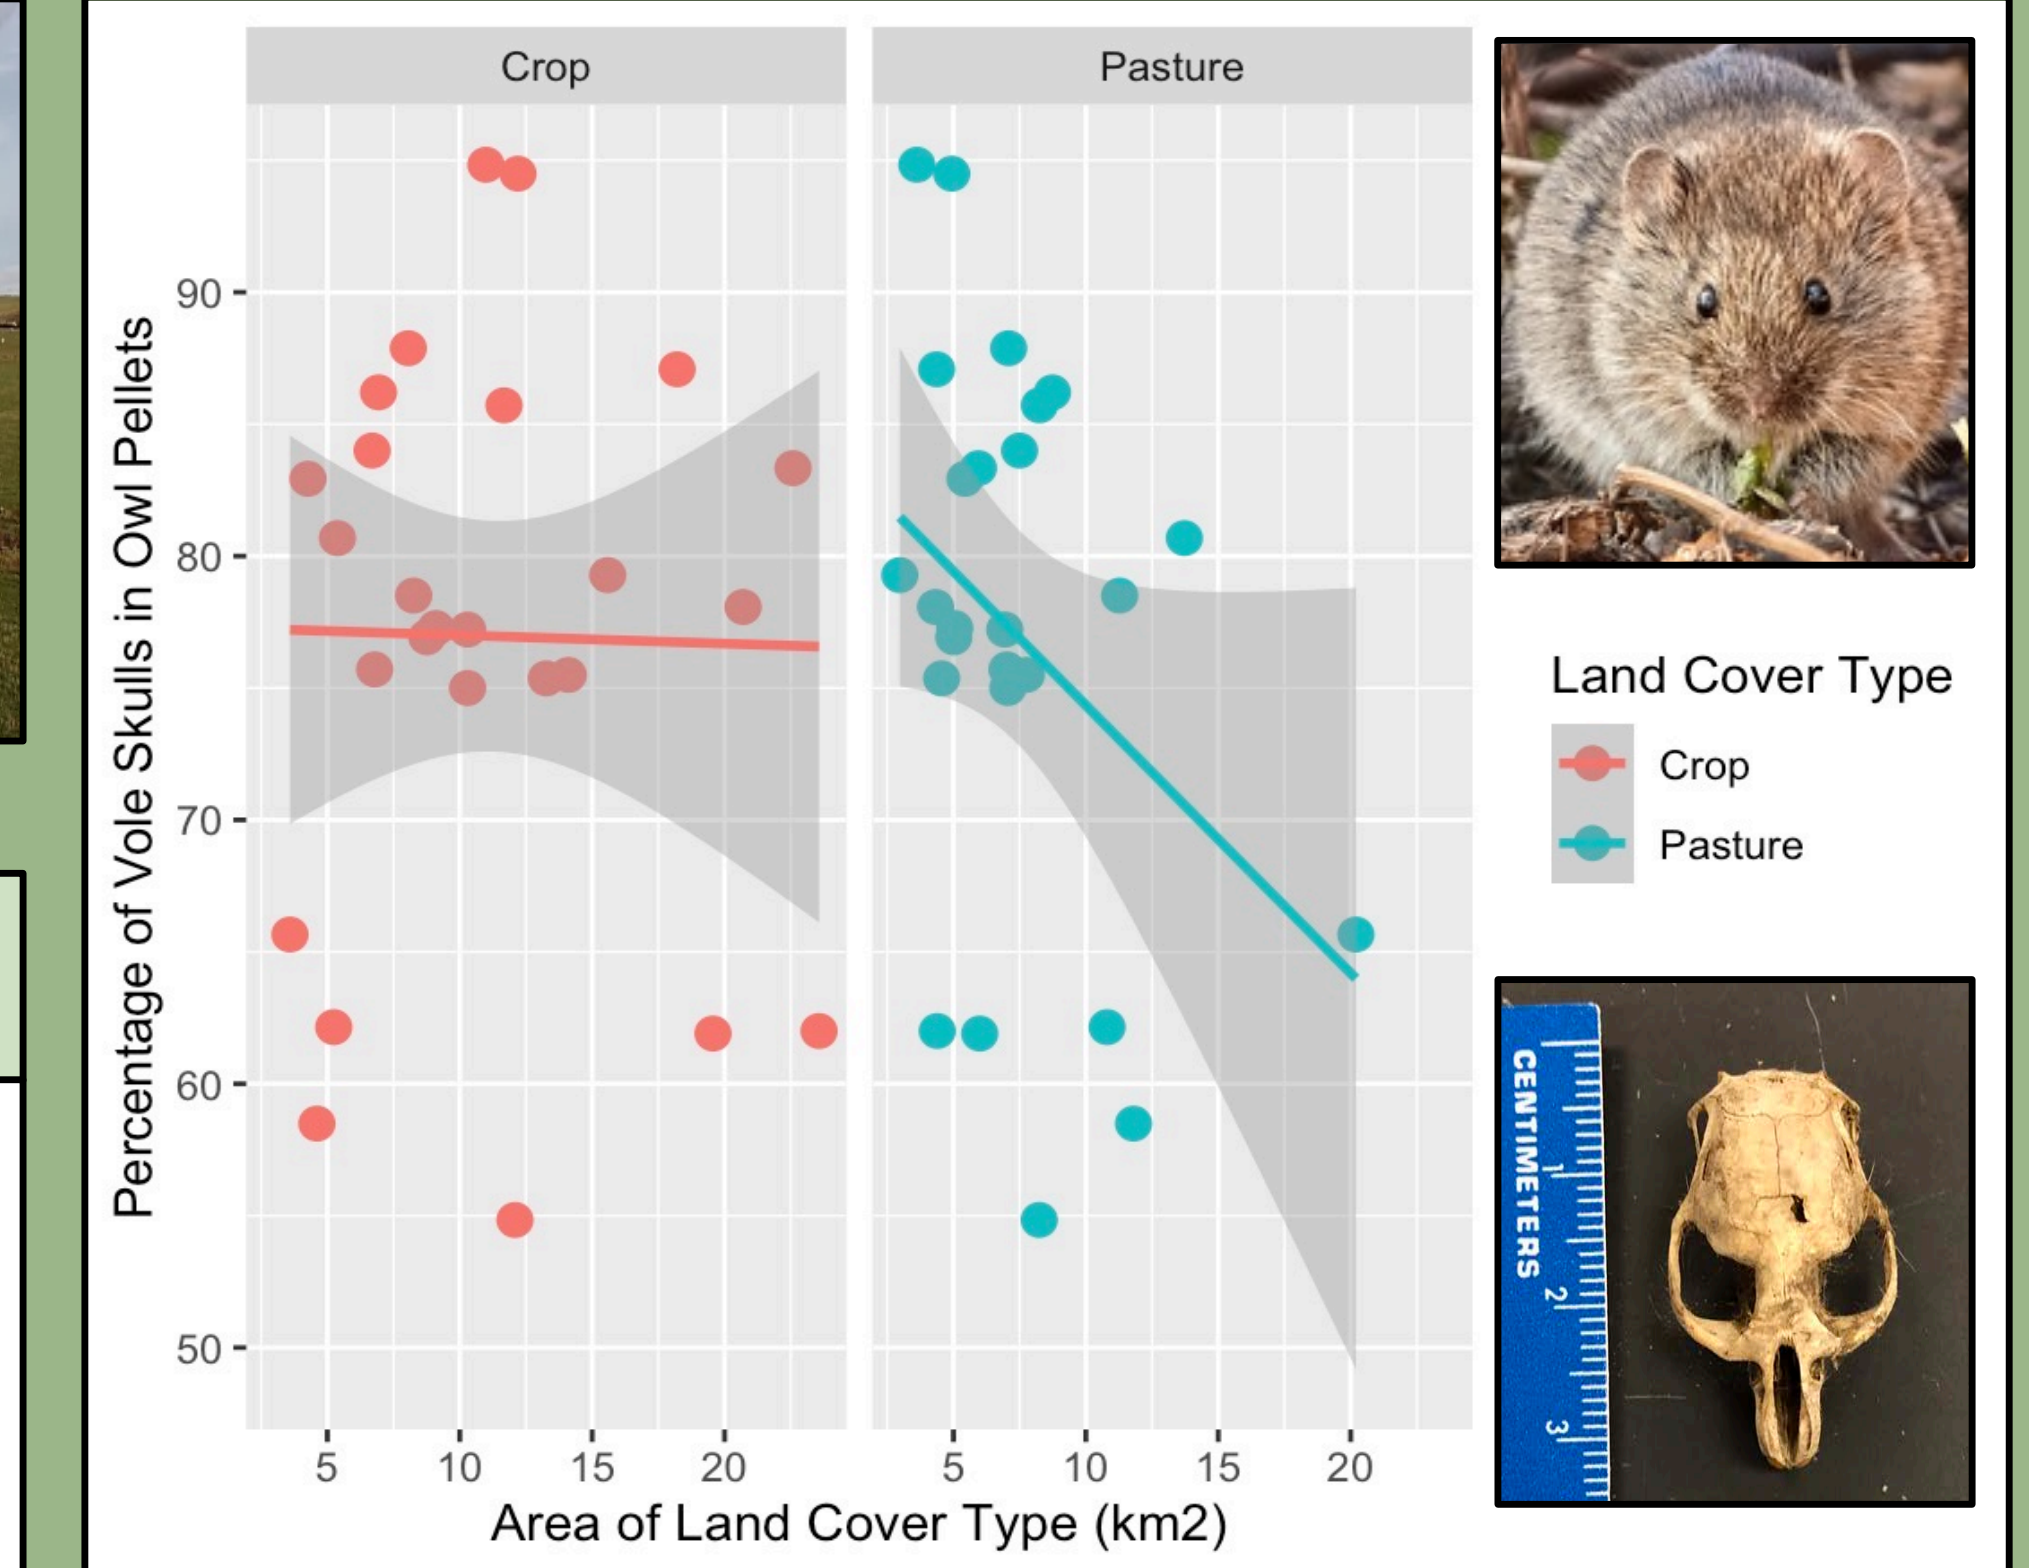 Crop
Pasture
Percentage of Vole Skulls in Owl Pellets
90
80
70
60
50
5 10 15 20
5 10 15 20
Area of Land Cover Type (km2)
Land Cover Type
Crop
Pasture
CENTIMETERS
1
2
3